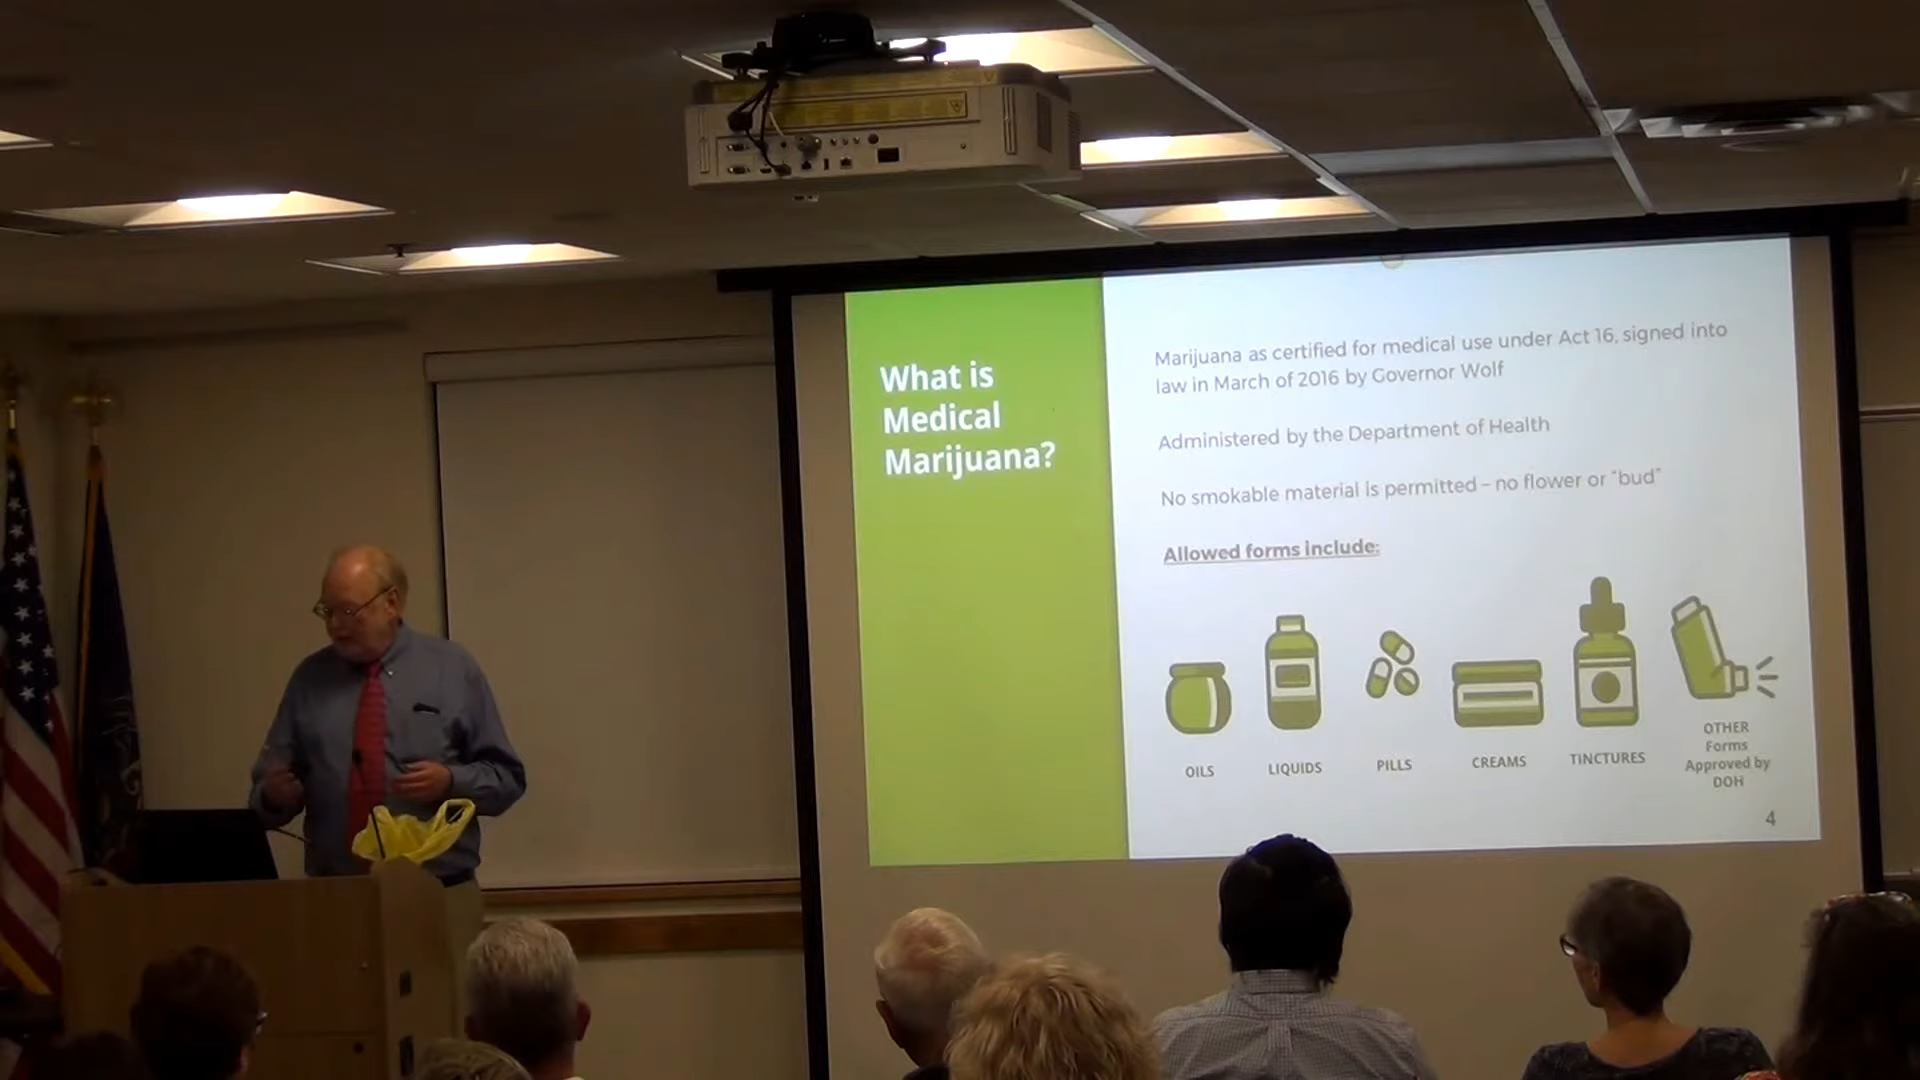 What is
Medical
Marijuana?
Marijuana as certified for medical use under Act 16, signed into
law in March of 2016 by Governor Wolf
Administered by the Department of Health
No smokable material is permitted – no flower or “bud”
Allowed forms include:
OILS
LIQUIDS
PILLS
CREAMS
TINCTURES
OTHER
Forms
Approved by
DOH
4